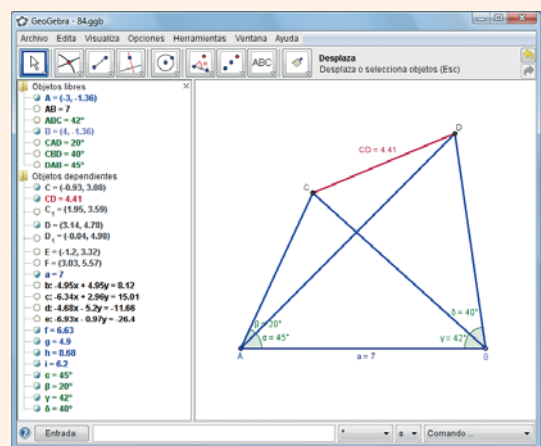 GeoGebra - 84.ggb
Archivo Edita Visualiza Opciones Herramientas Ventana Ayuda
ABC
Desplaza
Desplaza o selecciona objetos (Esc)
Objetos libres
A = (-3, -1.36)
AB = 7
ABC = 42°
B = (4, -1.36)
CAD = 20°
CBD = 40°
DAB = 45°
Objetos dependientes
C = (-0.93, 3.08)
CD = 4.41
C₁ = (1.95, 3.59)
D = (3.14, 4.78)
D₁ = (-0.04, 4.98)
E = (-1.2, 3.32)
F = (3.03, 5.57)
a = 7
b: -4.95x + 4.95y = 8.12
c: -6.34x + 2.96y = 15.01
d: -4.68x - 5.2y = -11.66
e: -6.93x - 0.97y = -26.4
f = 6.63
g = 4.9
h = 8.68
i = 6.2
α = 45°
β = 20°
γ = 42°
δ = 40°
D
CD = 4.41
C
β = 20°
α = 45°
δ = 40°
γ = 42°
A
a = 7
B
Entrada:
°
α
Comando ...